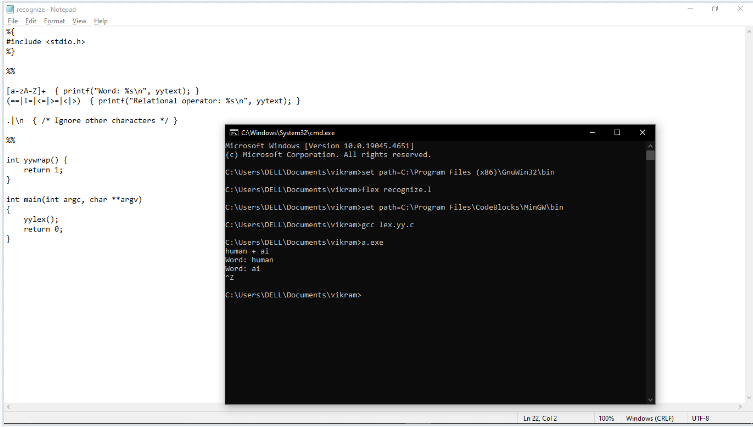 recognize - Notepad
File Edit Format View Help
%{
#include <stdio.h>
%}
%%
[a-zA-Z]+  { printf("Word: %s\n", yytext); }
(==|!=|<=|>=|<|>)  { printf("Relational operator: %s\n", yytext); }
.|\n  { /* Ignore other characters */ }
%%
int yywrap() {
    return 1;
}
int main(int argc, char **argv)
{
    yylex();
    return 0;
}
C:\Windows\System32\cmd.exe
Microsoft Windows [Version 10.0.19045.4651]
(c) Microsoft Corporation. All rights reserved.
C:\Users\DELL\Documents\vikram>set path=C:\Program Files (x86)\GnuWin32\bin
C:\Users\DELL\Documents\vikram>flex recognize.l
C:\Users\DELL\Documents\vikram>set path=C:\Program Files\CodeBlocks\MinGW\bin
C:\Users\DELL\Documents\vikram>gcc lex.yy.c
C:\Users\DELL\Documents\vikram>a.exe
human + ai
Word: human
Word: ai
^Z
C:\Users\DELL\Documents\vikram>
Ln 22, Col 2 100% Windows (CRLF) UTF-8